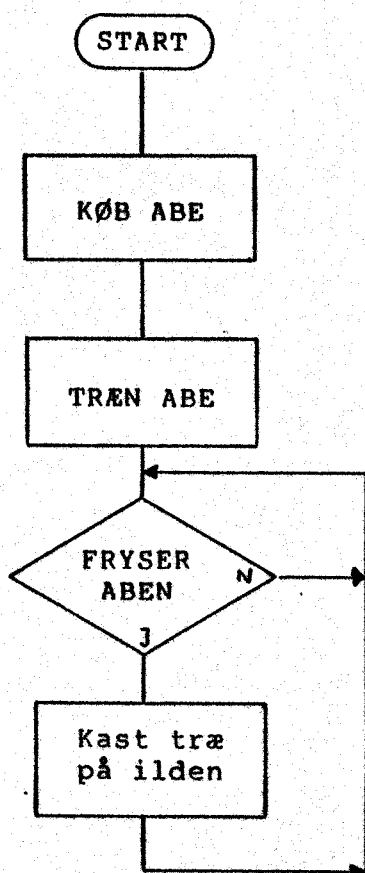 START
KØB ABE
TRÆN ABE
FRYSER
ABEN
N
J
Kast træ
på ilden